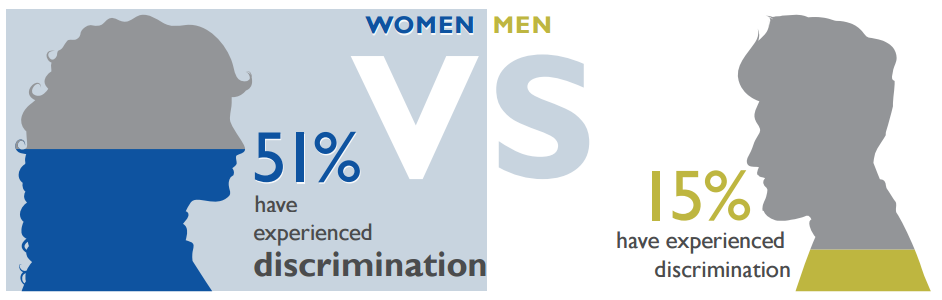 WOMEN MEN
VS
51%
have
experienced
discrimination
15%
have experienced
discrimination